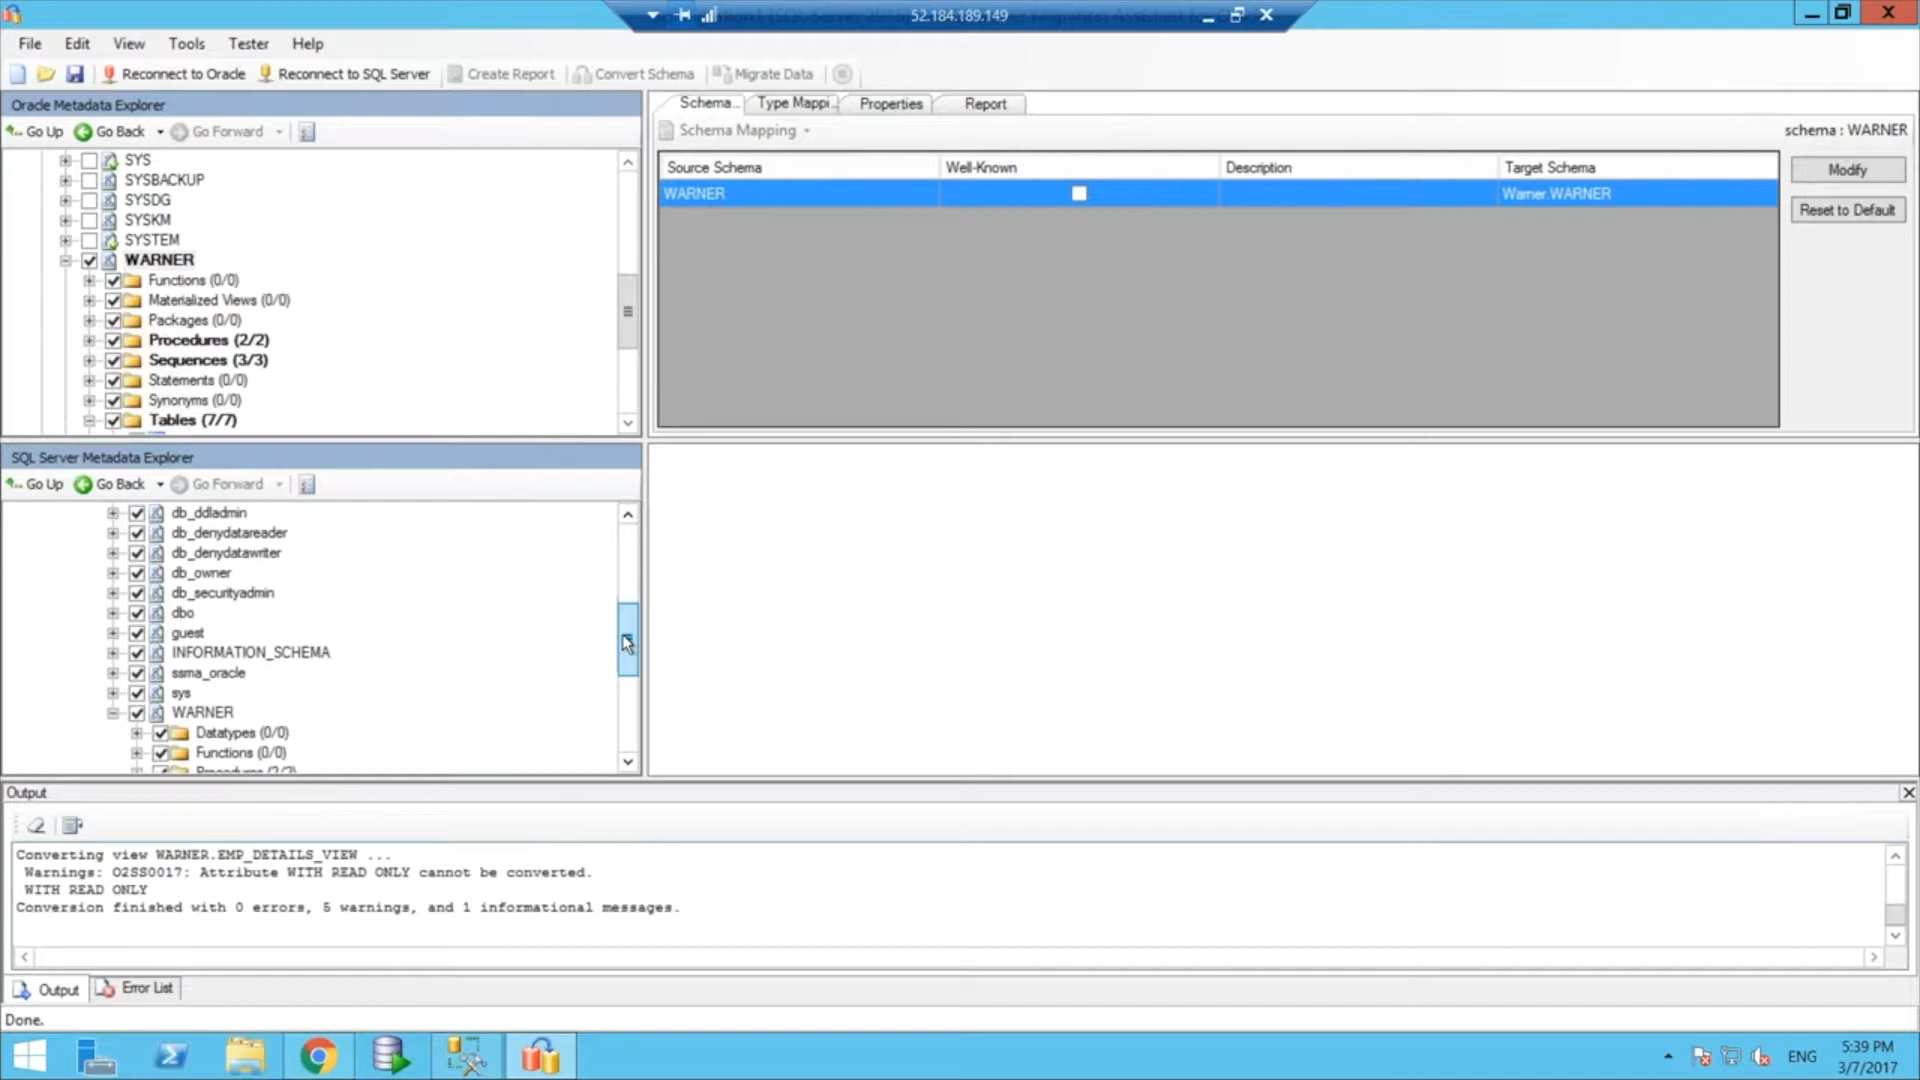 52.184.189.149
File Edit View Tools Tester Help
Reconnect to Oracle Reconnect to SQL Server Create Report Convert Schema Migrate Data
Oracle Metadata Explorer
Go Up Go Back Go Forward
SYS
SYSBACKUP
SYSDG
SYSKM
SYSTEM
WARNER
Functions (0/0)
Materialized Views (0/0)
Packages (0/0)
Procedures (2/2)
Sequences (3/3)
Statements (0/0)
Synonyms (0/0)
Tables (7/7)
Schema... Type Mappi... Properties Report
Schema Mapping
schema : WARNER
Source Schema Well-Known Description Target Schema
WARNER Warner.WARNER
Modify
Reset to Default
SQL Server Metadata Explorer
Go Up Go Back Go Forward
db_ddladmin
db_denydatareader
db_denydatawriter
db_owner
db_securityadmin
dbo
guest
INFORMATION_SCHEMA
ssma_oracle
sys
WARNER
Datatypes (0/0)
Functions (0/0)
Procedures (2/2)
Output
Converting view WARNER.EMP_DETAILS_VIEW ...
Warnings: O2SS0017: Attribute WITH READ ONLY cannot be converted.
WITH READ ONLY
Conversion finished with 0 errors, 5 warnings, and 1 informational messages.
Output Error List
Done.
ENG
5:39 PM
3/7/2017